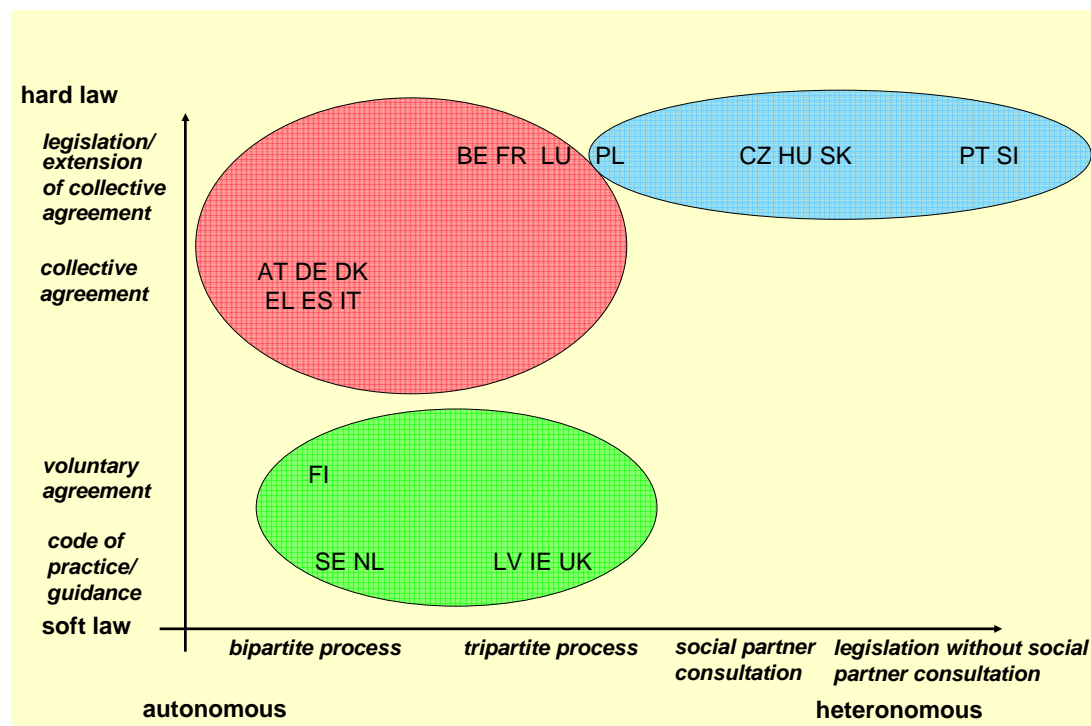 hard law
legislation/
extension
of collective
agreement
BE FR LU PL CZ HU SK PT SI
collective
agreement
AT DE DK
EL ES IT
voluntary
agreement
FI
code of
practice/
guidance
SE NL LV IE UK
soft law
bipartite process tripartite process social partner legislation without social
consultation partner consultation
autonomous heteronomous